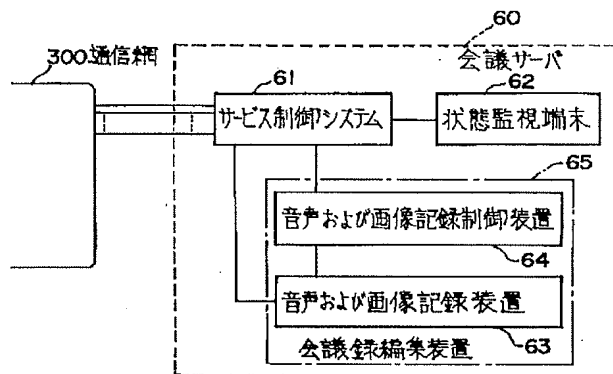 60
300 通信網
会議サーバ
61
62
サービス制御システム
状態監視端末
65
音声および画像記録制御装置
64
音声および画像記録装置
63
会議録編集装置